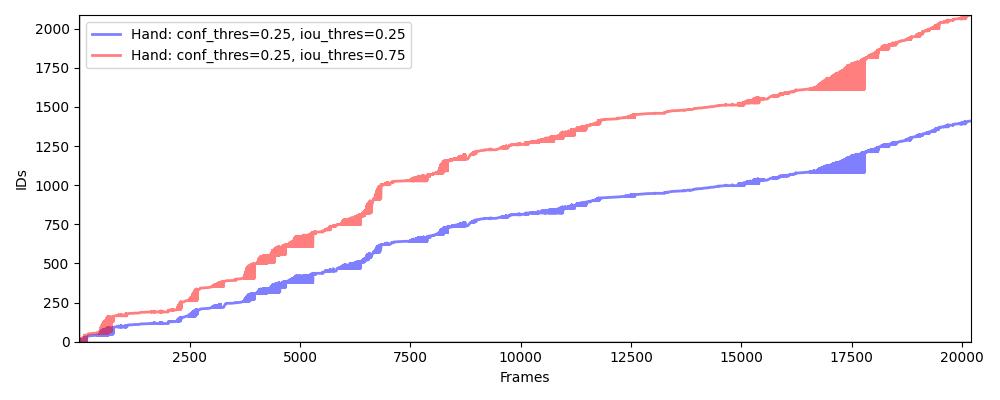 2000
1750
1500
1250
1000
750
500
250
0
IDs
Hand: conf_thres=0.25, iou_thres=0.25
Hand: conf_thres=0.25, iou_thres=0.75
2500 5000 7500 10000 12500 15000 17500 20000
Frames